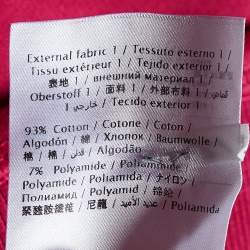 External fabric 1 / Tessuto esterno 1 /
Tissu extérieur 1 / Tejido exterior 1 /
表地 1 / внешний материал 1 /
Oberstoff 1 / 面料 1 / 外部布料 1 /
خارجي 1 / Tecido exterior 1 /
93% Cotton / Cotone / Coton /
Algodón / 綿 / Хлопок / Baumwolle /
棉 / 棉 / قطن / Algodão
7% Polyamide / Poliammide /
Polyamide / Poliamida / ナイロン /
Полиамид / Polyamid / 锦纶 /
聚醯胺纖維 / 尼龍 / Poliamida